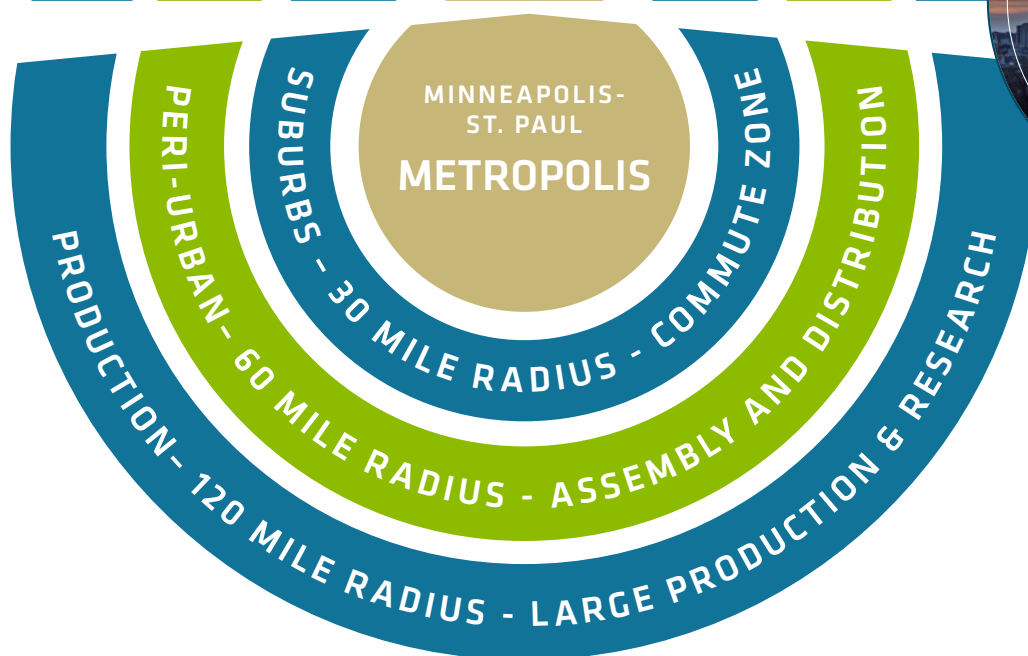 MINNEAPOLIS-
ST. PAUL
METROPOLIS
SUBURBS – 30 MILE RADIUS - COMMUTE ZONE
PERI-URBAN– 60 MILE RADIUS - ASSEMBLY AND DISTRIBUTION
PRODUCTION– 120 MILE RADIUS - LARGE PRODUCTION & RESEARCH